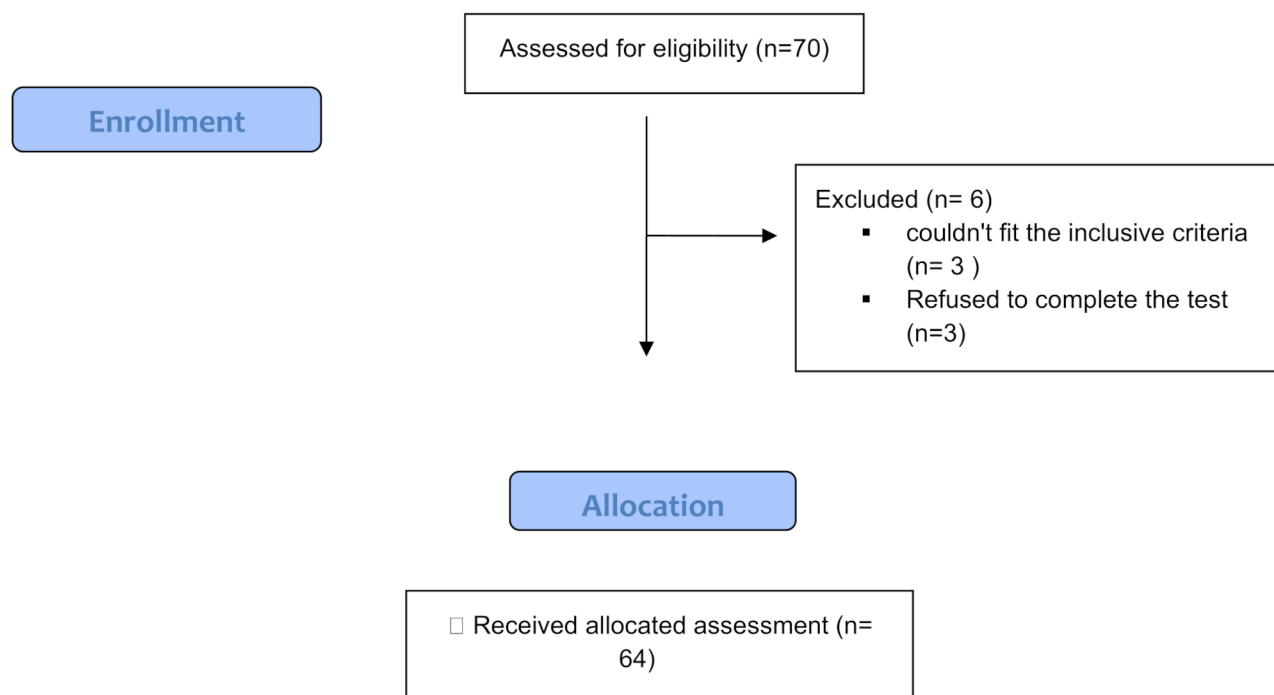 Assessed for eligibility (n=70)
Enrollment
Excluded (n= 6)
▪ couldn't fit the inclusive criteria
(n= 3 )
▪ Refused to complete the test
(n=3)
Allocation
□ Received allocated assessment (n=
64)